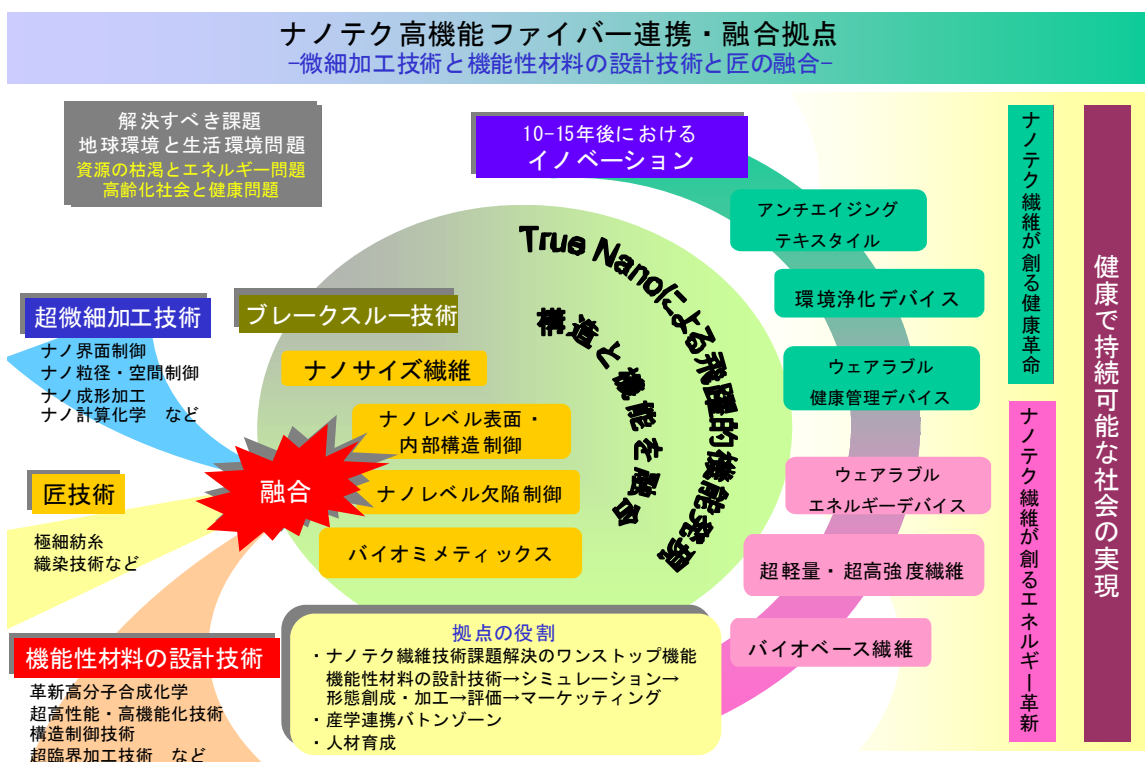 ナノテク高機能ファイバー連携・融合拠点
-微細加工技術と機能性材料の設計技術と匠の融合-
解決すべき課題
地球環境と生活環境問題
資源の枯渇とエネルギー問題
高齢化社会と健康問題
10-15年後における
イノベーション
超微細加工技術
ナノ界面制御
ナノ粒径・空間制御
ナノ成形加工
ナノ計算化学 など
匠技術
極細紡糸
織染技術など
機能性材料の設計技術
革新高分子合成化学
超高性能・高機能化技術
構造制御技術
超臨界加工技術 など
融合
ブレークスルー技術
ナノサイズ繊維
ナノレベル表面・
内部構造制御
ナノレベル欠陥制御
バイオミメティックス
True Nanoによる飛躍的機能発現
構造と機能を融合
アンチエイジング
テキスタイル
環境浄化デバイス
ウェアラブル
健康管理デバイス
ウェアラブル
エネルギーデバイス
超軽量・超高強度繊維
バイオベース繊維
拠点の役割
・ナノテク繊維技術課題解決のワンストップ機能
機能性材料の設計技術→シミュレーション→
形態創成・加工→評価→マーケッティング
・産学連携バトンゾーン
・人材育成
ナノテク繊維が創る健康革命
ナノテク繊維が創るエネルギー革新
健康で持続可能な社会の実現